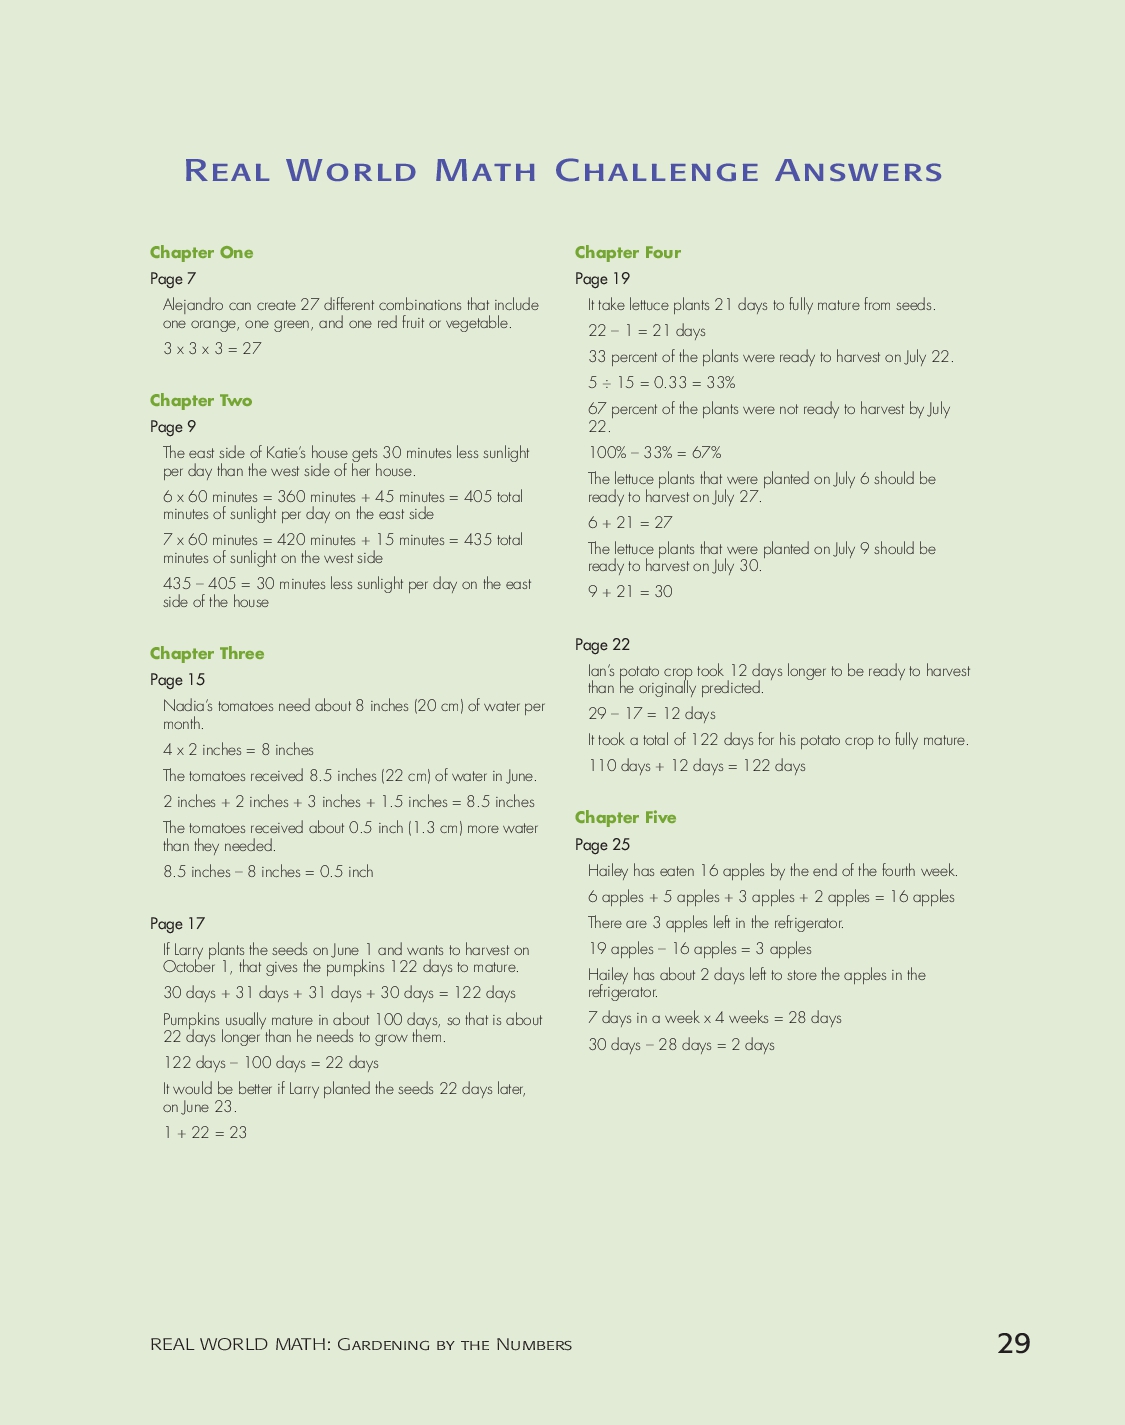 Real World Math Challenge Answers
Chapter One
Page 7
Alejandro can create 27 different combinations that include
one orange, one green, and one red fruit or vegetable.
3 x 3 x 3 = 27
Chapter Two
Page 9
The east side of Katie’s house gets 30 minutes less sunlight
per day than the west side of her house.
6 x 60 minutes = 360 minutes + 45 minutes = 405 total
minutes of sunlight per day on the east side
7 x 60 minutes = 420 minutes + 15 minutes = 435 total
minutes of sunlight on the west side
435 – 405 = 30 minutes less sunlight per day on the east
side of the house
Chapter Three
Page 15
Nadia’s tomatoes need about 8 inches (20 cm) of water per
month.
4 x 2 inches = 8 inches
The tomatoes received 8.5 inches (22 cm) of water in June.
2 inches + 2 inches + 3 inches + 1.5 inches = 8.5 inches
The tomatoes received about 0.5 inch (1.3 cm) more water
than they needed.
8.5 inches – 8 inches = 0.5 inch
Page 17
If Larry plants the seeds on June 1 and wants to harvest on
October 1, that gives the pumpkins 122 days to mature.
30 days + 31 days + 31 days + 30 days = 122 days
Pumpkins usually mature in about 100 days, so that is about
22 days longer than he needs to grow them.
122 days – 100 days = 22 days
It would be better if Larry planted the seeds 22 days later,
on June 23.
1 + 22 = 23
Chapter Four
Page 19
It take lettuce plants 21 days to fully mature from seeds.
22 – 1 = 21 days
33 percent of the plants were ready to harvest on July 22.
5 ÷ 15 = 0.33 = 33%
67 percent of the plants were not ready to harvest by July
22.
100% – 33% = 67%
The lettuce plants that were planted on July 6 should be
ready to harvest on July 27.
6 + 21 = 27
The lettuce plants that were planted on July 9 should be
ready to harvest on July 30.
9 + 21 = 30
Page 22
Ian’s potato crop took 12 days longer to be ready to harvest
than he originally predicted.
29 – 17 = 12 days
It took a total of 122 days for his potato crop to fully mature.
110 days + 12 days = 122 days
Chapter Five
Page 25
Hailey has eaten 16 apples by the end of the fourth week.
6 apples + 5 apples + 3 apples + 2 apples = 16 apples
There are 3 apples left in the refrigerator.
19 apples – 16 apples = 3 apples
Hailey has about 2 days left to store the apples in the
refrigerator.
7 days in a week x 4 weeks = 28 days
30 days – 28 days = 2 days
REAL WORLD MATH: Gardening by the Numbers
29